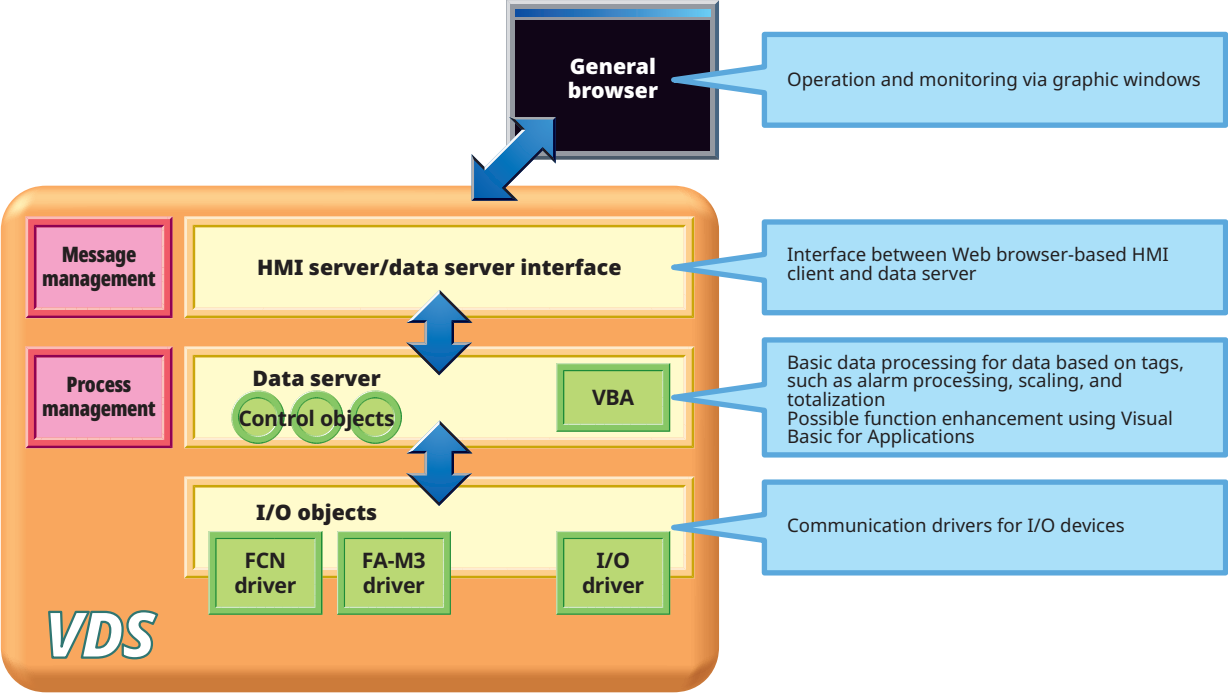 General
browser
Operation and monitoring via graphic windows
Message
management
HMI server/data server interface
Interface between Web browser-based HMI
client and data server
Process
management
Data server
Control objects
VBA
Basic data processing for data based on tags,
such as alarm processing, scaling, and
totalization
Possible function enhancement using Visual
Basic for Applications
I/O objects
FCN
driver
FA-M3
driver
I/O
driver
Communication drivers for I/O devices
VDS